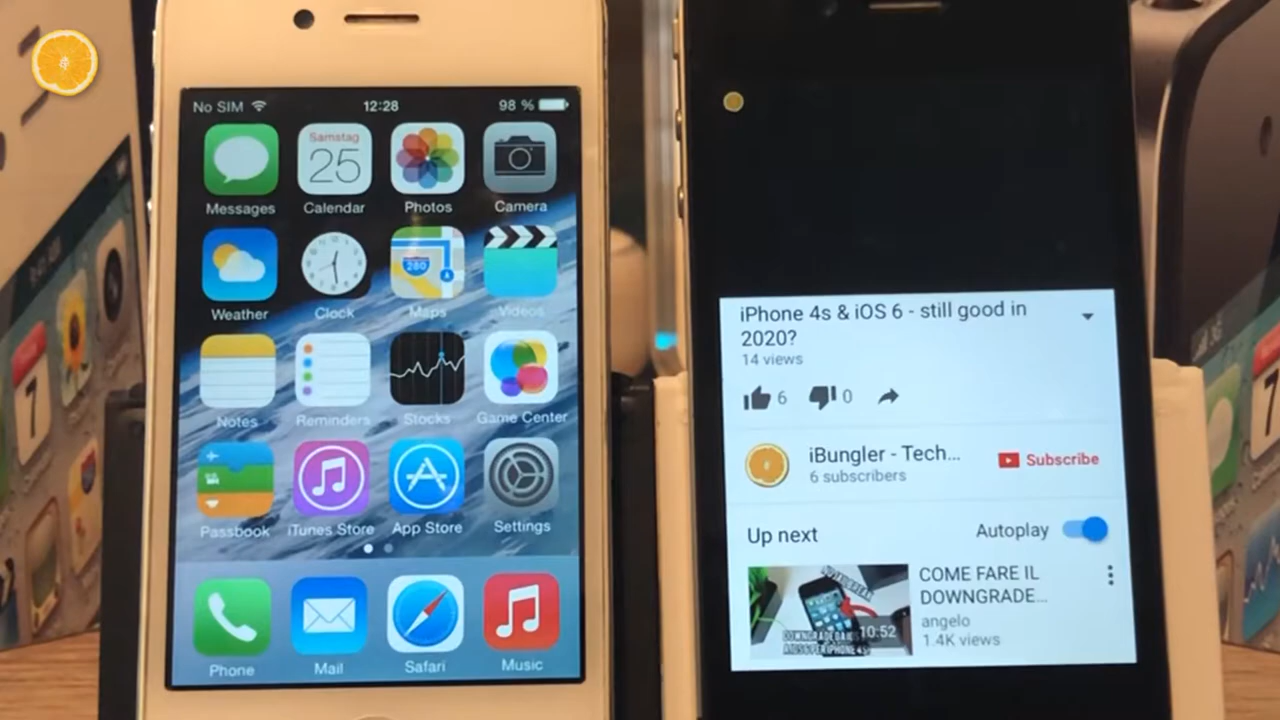 No SIM 12:28 98 %
Samstag
25
Messages Calendar Photos Camera
280
Weather Clock Maps Videos
Notes Reminders Stocks Game Center
Passbook iTunes Store App Store Settings
Phone Mail Safari Music
iPhone 4s & iOS 6 - still good in
2020?
14 views
6 0
iBungler - Tech...
6 subscribers
Subscribe
Up next
Autoplay
COME FARE IL
DOWNGRADE...
angelo
1.4K views
10:52
7
7